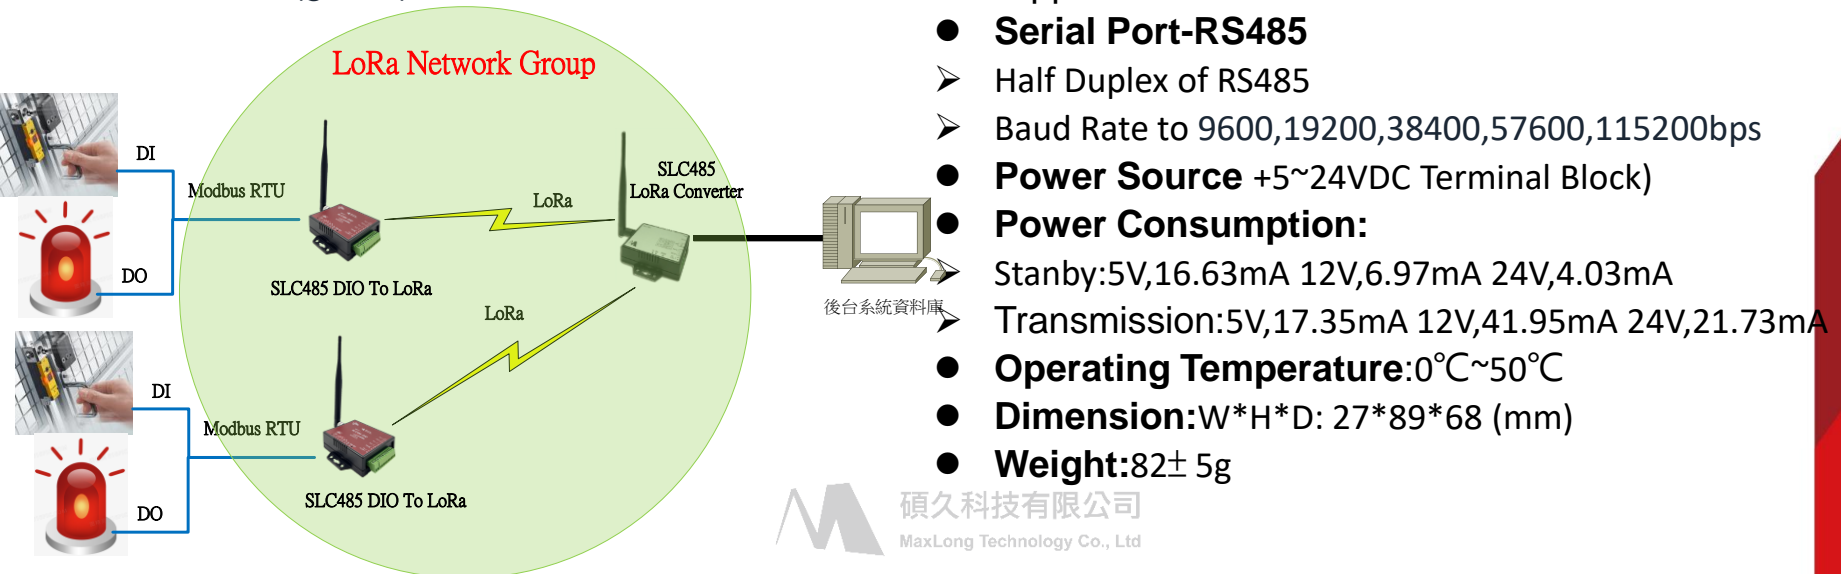 LoRa Network Group
DI
Modbus RTU
DO
SLC485 DIO To LoRa
LoRa
SLC485
LoRa Converter
後台系統資料庫
LoRa
DI
Modbus RTU
DO
SLC485 DIO To LoRa
● Serial Port-RS485
➢ Half Duplex of RS485
➢ Baud Rate to 9600,19200,38400,57600,115200bps
● Power Source +5~24VDC Terminal Block)
● Power Consumption:
➢ Stanby:5V,16.63mA 12V,6.97mA 24V,4.03mA
➢ Transmission:5V,17.35mA 12V,41.95mA 24V,21.73mA
● Operating Temperature:0℃~50℃
● Dimension:W*H*D: 27*89*68 (mm)
● Weight:82± 5g
碩久科技有限公司
MaxLong Technology Co., Ltd